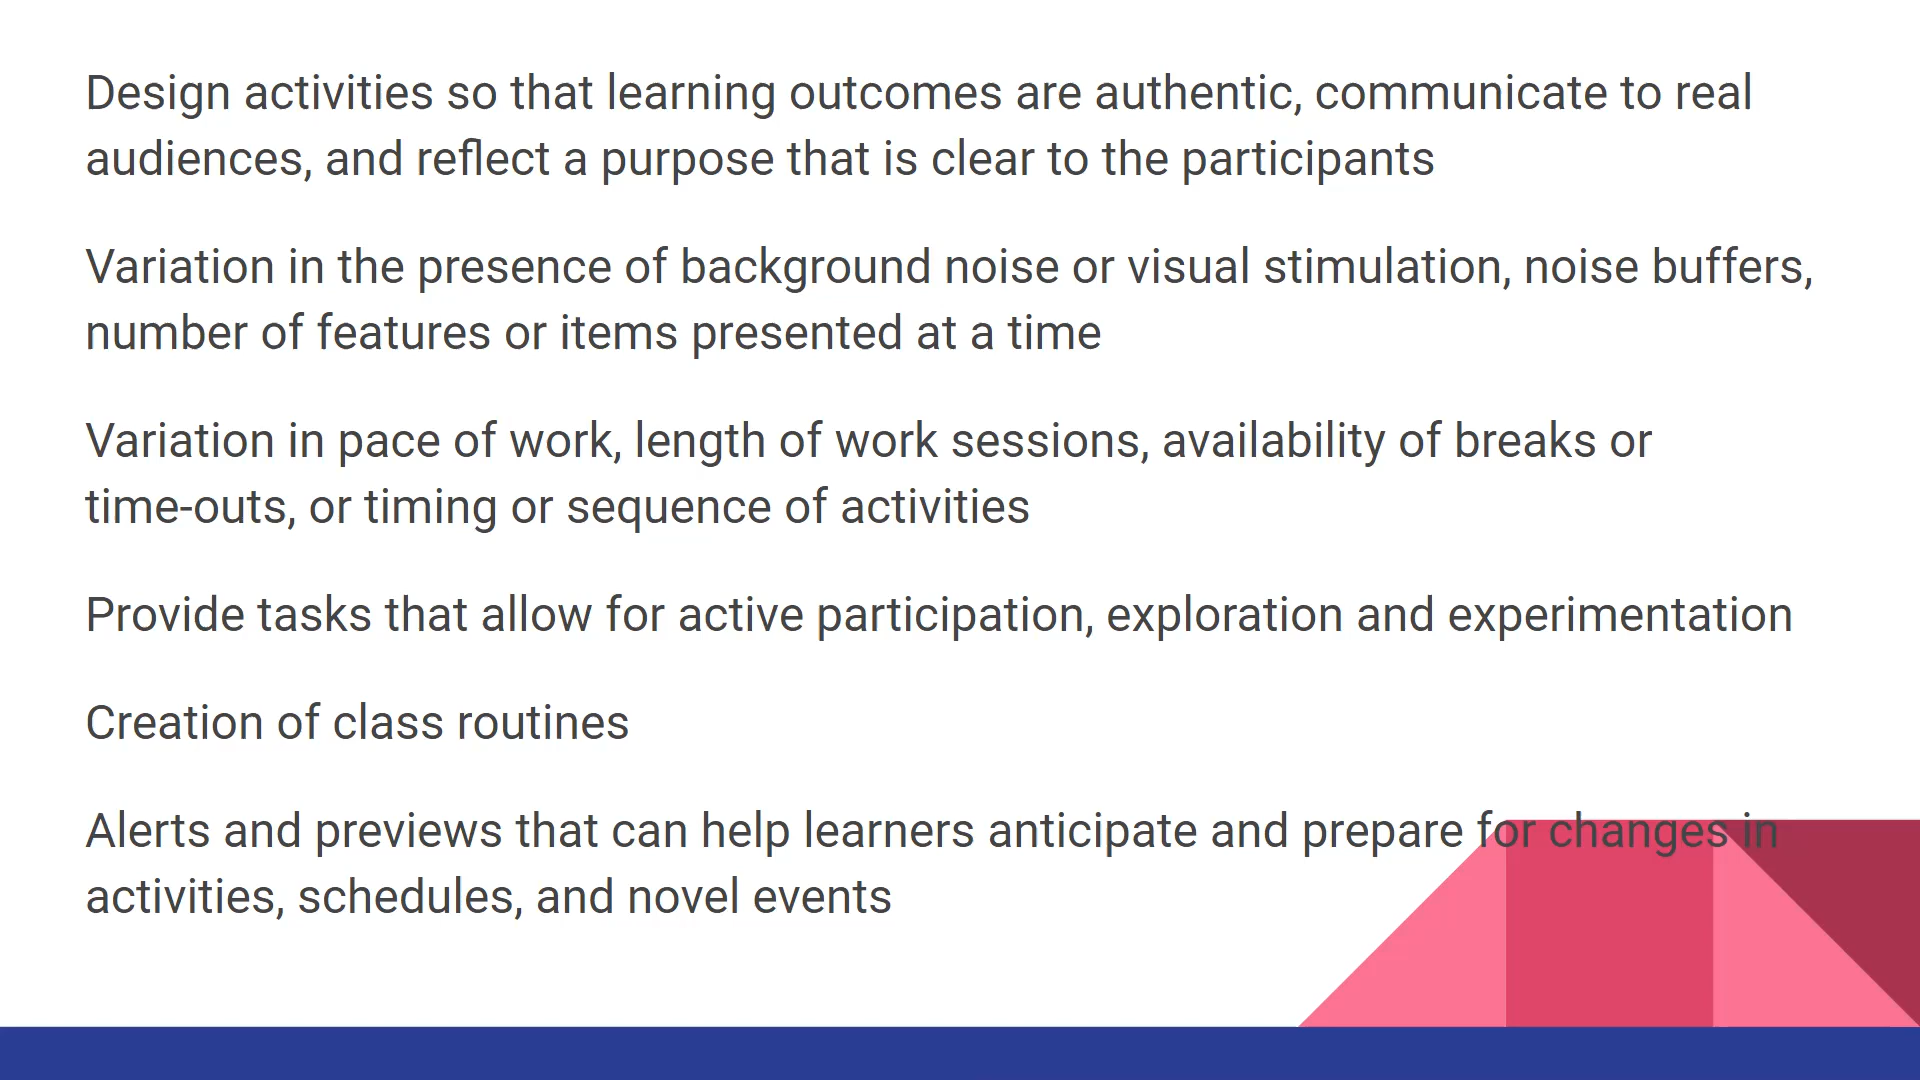 Design activities so that learning outcomes are authentic, communicate to real
audiences, and reflect a purpose that is clear to the participants
Variation in the presence of background noise or visual stimulation, noise buffers,
number of features or items presented at a time
Variation in pace of work, length of work sessions, availability of breaks or
time-outs, or timing or sequence of activities
Provide tasks that allow for active participation, exploration and experimentation
Creation of class routines
Alerts and previews that can help learners anticipate and prepare for changes in
activities, schedules, and novel events